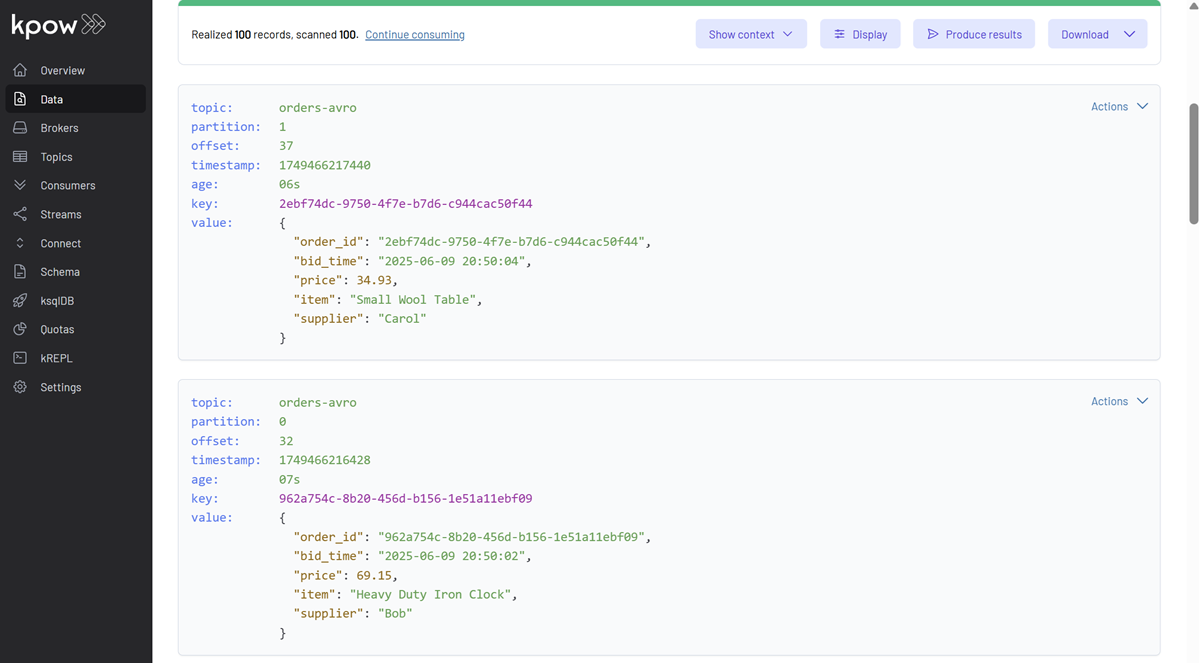 kpow
Overview
Data
Brokers
Topics
Consumers
Streams
Connect
Schema
ksqlDB
Quotas
kREPL
Settings
Realized 100 records, scanned 100. Continue consuming
Show context
Display
Produce results
Download
topic: orders-avro
Actions
partition: 1
offset: 37
timestamp: 1749466217440
age: 06s
key: 2ebf74dc-9750-4f7e-b7d6-c944cac50f44
value: {
"order_id": "2ebf74dc-9750-4f7e-b7d6-c944cac50f44",
"bid_time": "2025-06-09 20:50:04",
"price": 34.93,
"item": "Small Wool Table",
"supplier": "Carol"
}
topic: orders-avro
Actions
partition: 0
offset: 32
timestamp: 1749466216428
age: 07s
key: 962a754c-8b20-456d-b156-1e51a11ebf09
value: {
"order_id": "962a754c-8b20-456d-b156-1e51a11ebf09",
"bid_time": "2025-06-09 20:50:02",
"price": 69.15,
"item": "Heavy Duty Iron Clock",
"supplier": "Bob"
}